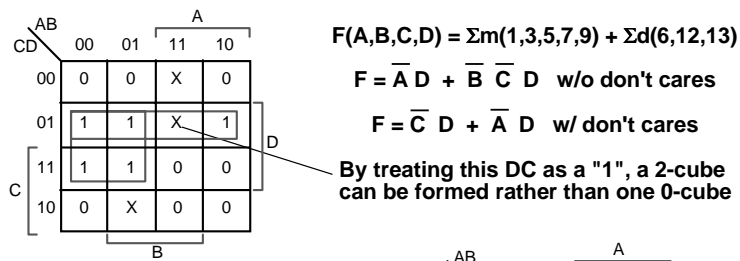 A
AB
CD 00 01 11 10
00 0 0 X 0
01 1 1 X 1
D
11 1 1 0 0
C
10 0 X 0 0
B
F(A,B,C,D) = Σm(1,3,5,7,9) + Σd(6,12,13)
F = A̅ D + B̅ C̅ D w/o don't cares
F = C̅ D + A̅ D w/ don't cares
By treating this DC as a "1", a 2-cube
can be formed rather than one 0-cube
AB
A